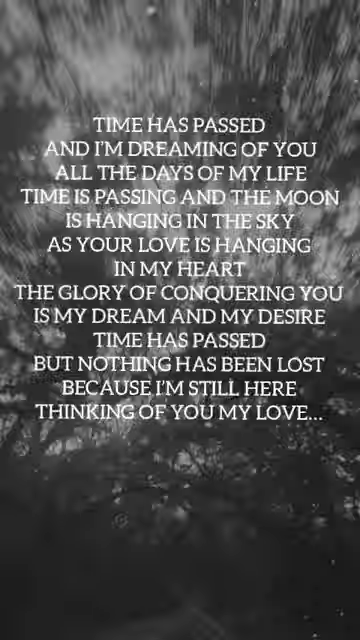 TIME HAS PASSED
AND I'M DREAMING OF YOU
ALL THE DAYS OF MY LIFE
TIME IS PASSING AND THE MOON
IS HANGING IN THE SKY
AS YOUR LOVE IS HANGING
IN MY HEART
THE GLORY OF CONQUERING YOU
IS MY DREAM AND MY DESIRE
TIME HAS PASSED
BUT NOTHING HAS BEEN LOST
BECAUSE I'M STILL HERE
THINKING OF YOU MY LOVE...